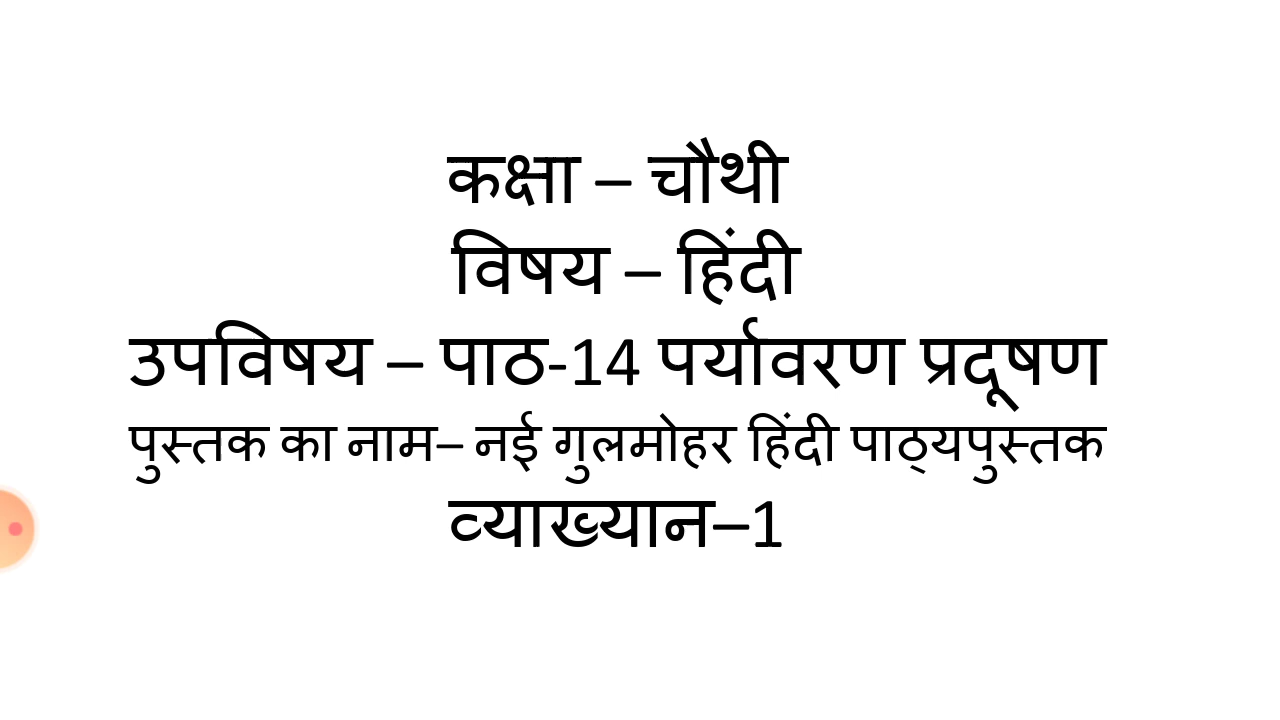 कक्षा – चौथी
विषय – हिंदी
उपविषय – पाठ-14 पर्यावरण प्रदूषण
पुस्तक का नाम– नई गुलमोहर हिंदी पाठ्यपुस्तक
व्याख्यान–1